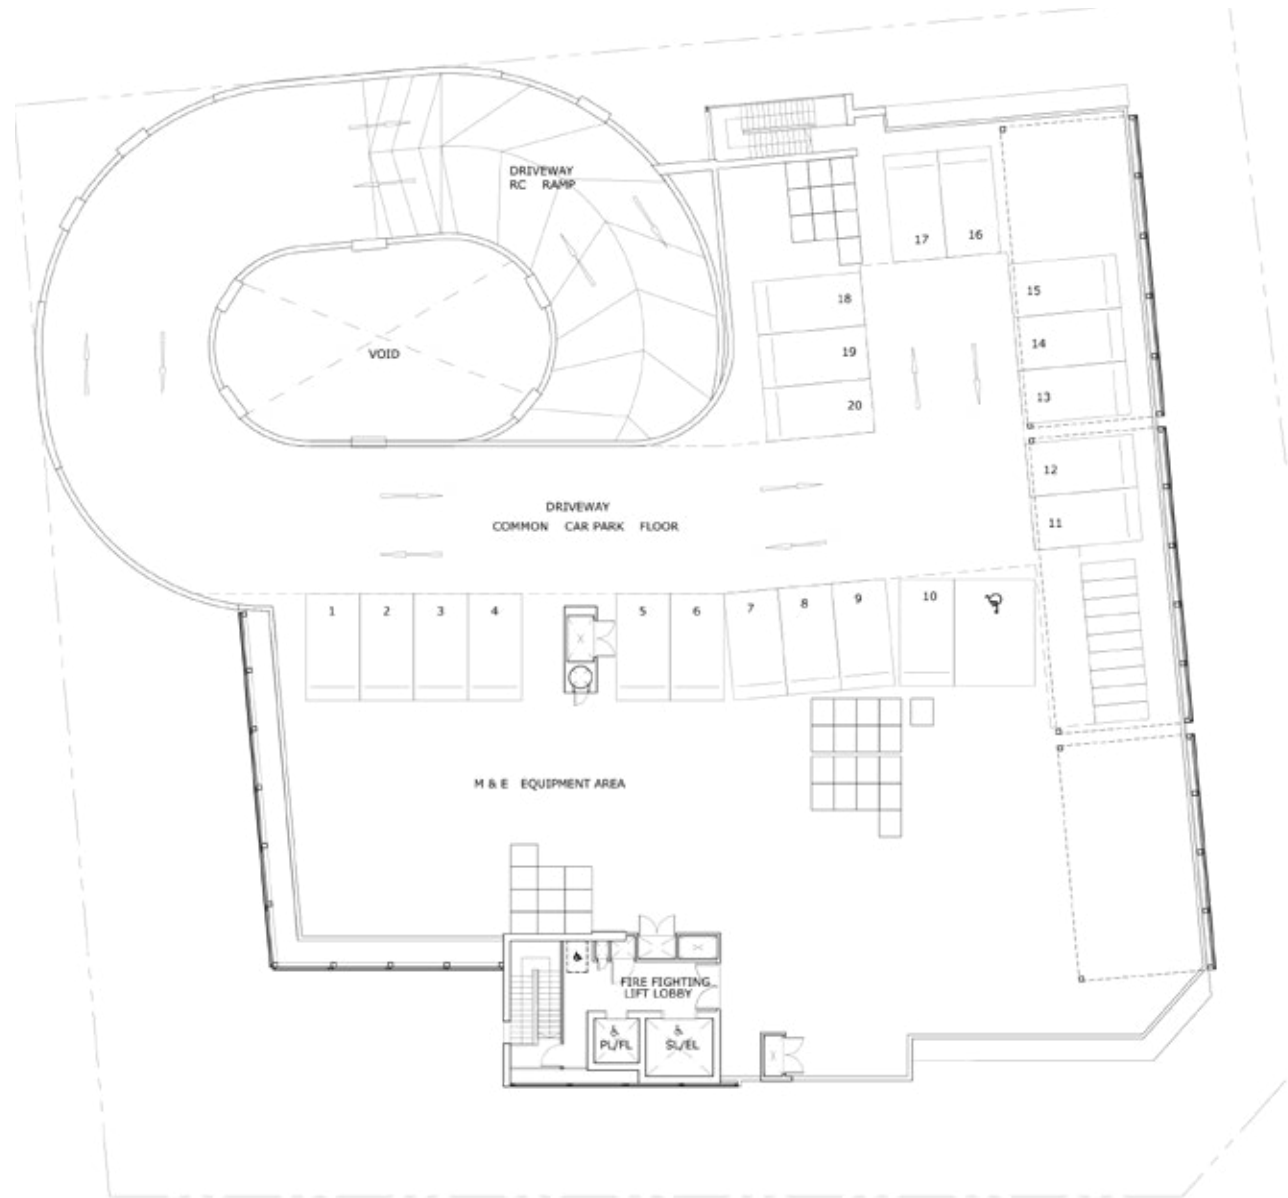 DRIVEWAY
RC RAMP
17
16
18
15
VOID
19
14
20
13
12
DRIVEWAY
COMMON CAR PARK FLOOR
11
1
2
3
4
5
6
7
8
9
10
M & E EQUIPMENT AREA
FIRE FIGHTING
LIFT LOBBY
PL/FL
SL/EL